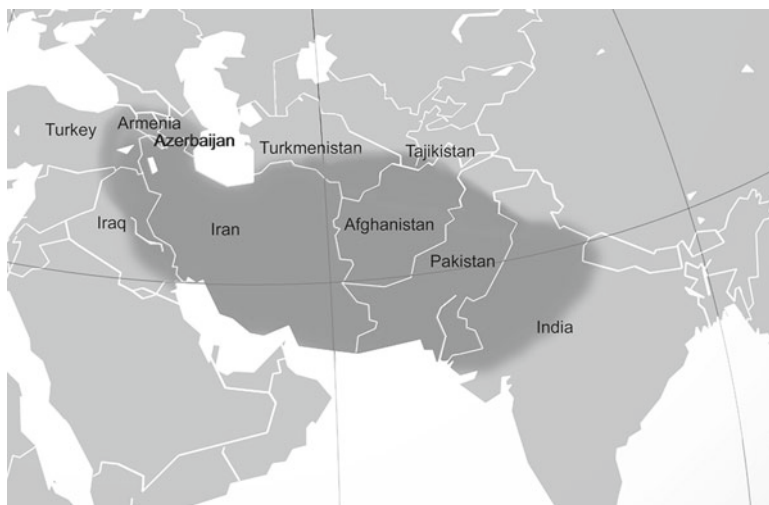 Turkey
Armenia
Azerbaijan
Turkmenistan
Tajikistan
Iraq
Iran
Afghanistan
Pakistan
India